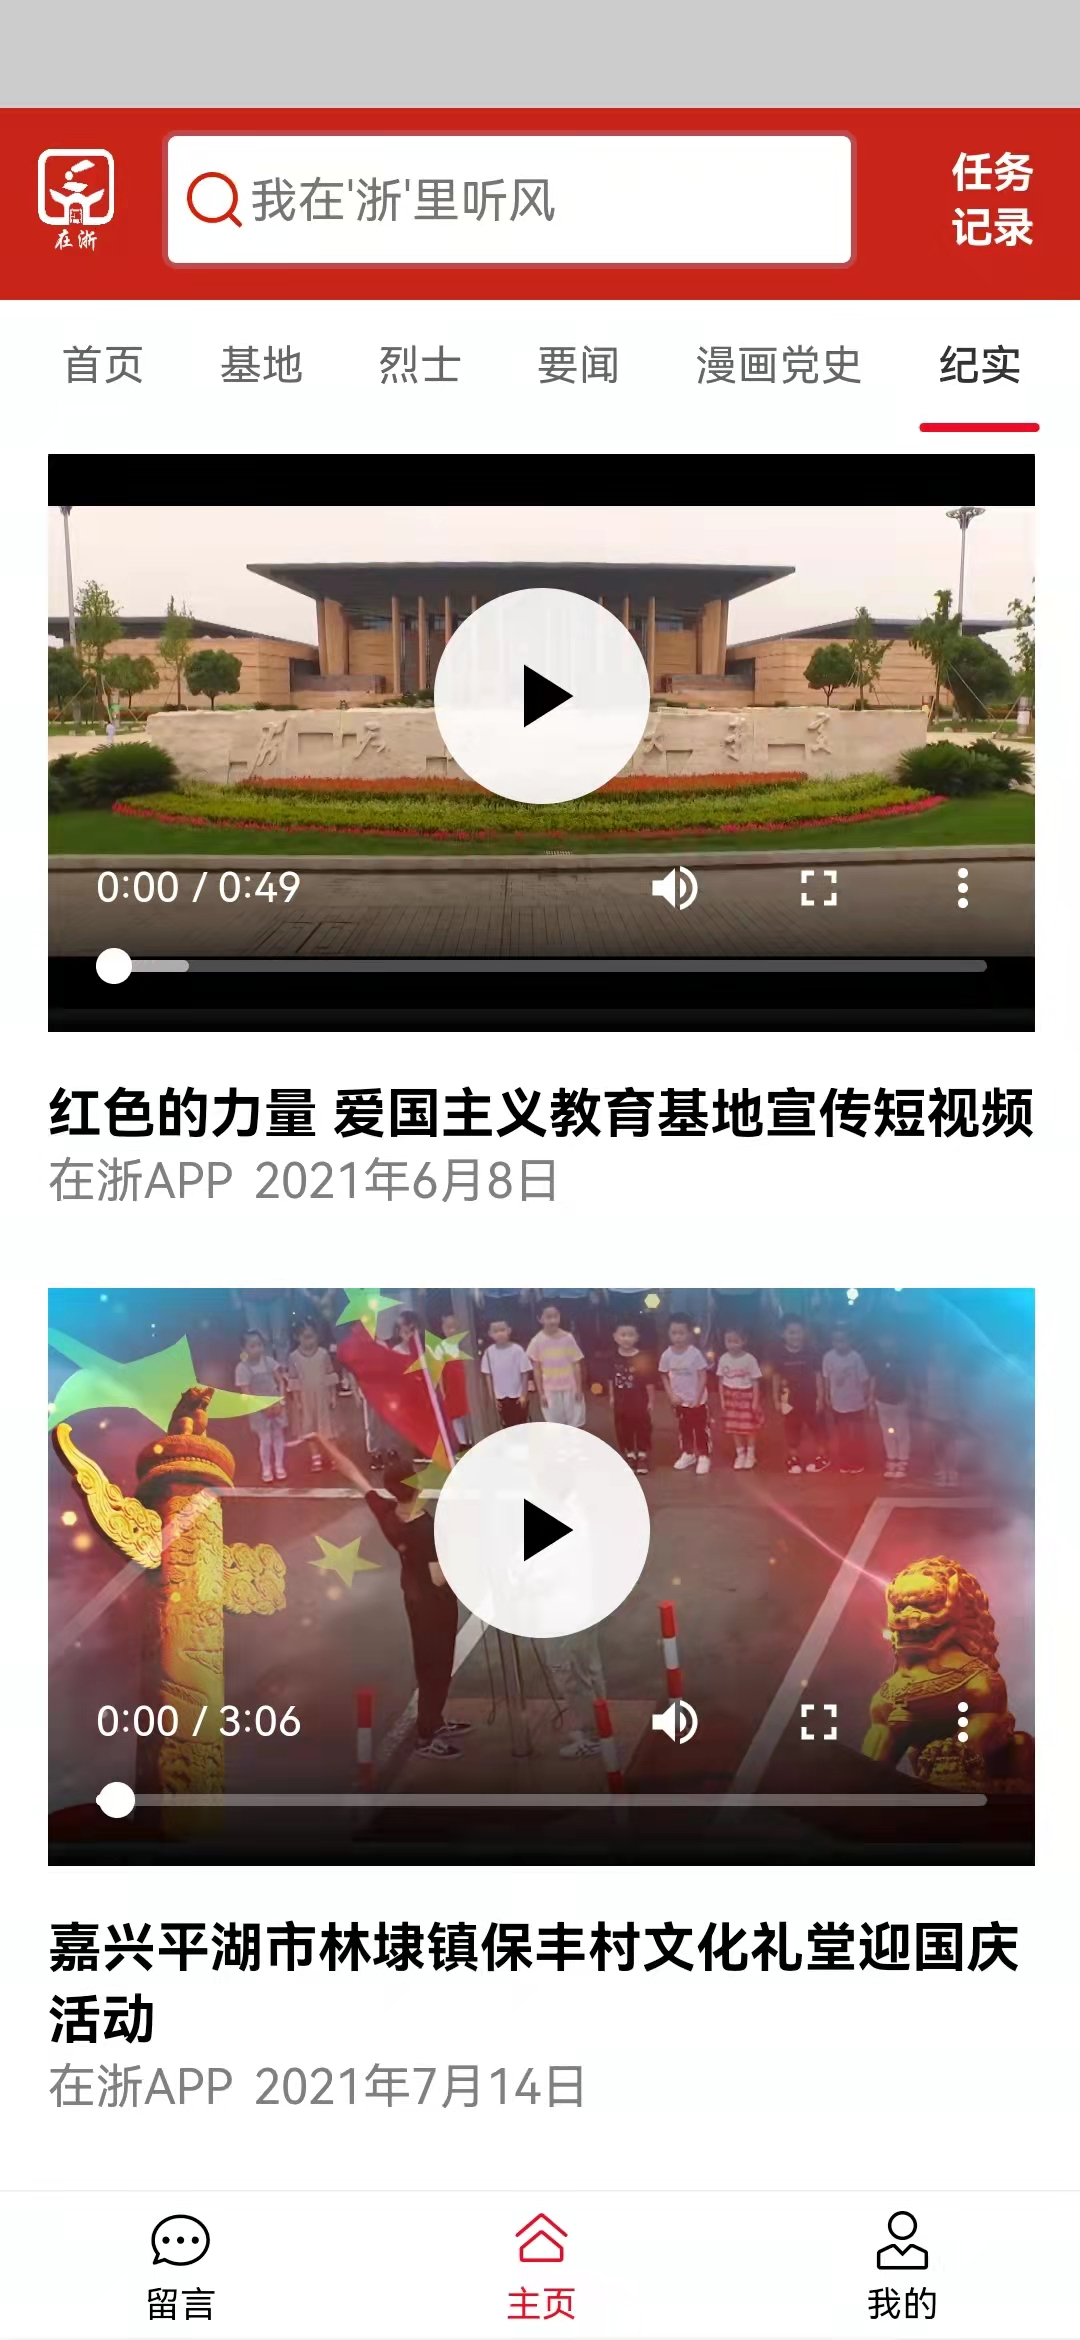 在浙
我在'浙'里听风
任务
记录
首页 基地 烈士 要闻 漫画党史 纪实
0:00 / 0:49
红色的力量 爱国主义教育基地宣传短视频
在浙APP 2021年6月8日
0:00 / 3:06
嘉兴平湖市林埭镇保丰村文化礼堂迎国庆
活动
在浙APP 2021年7月14日
留言 主页 我的